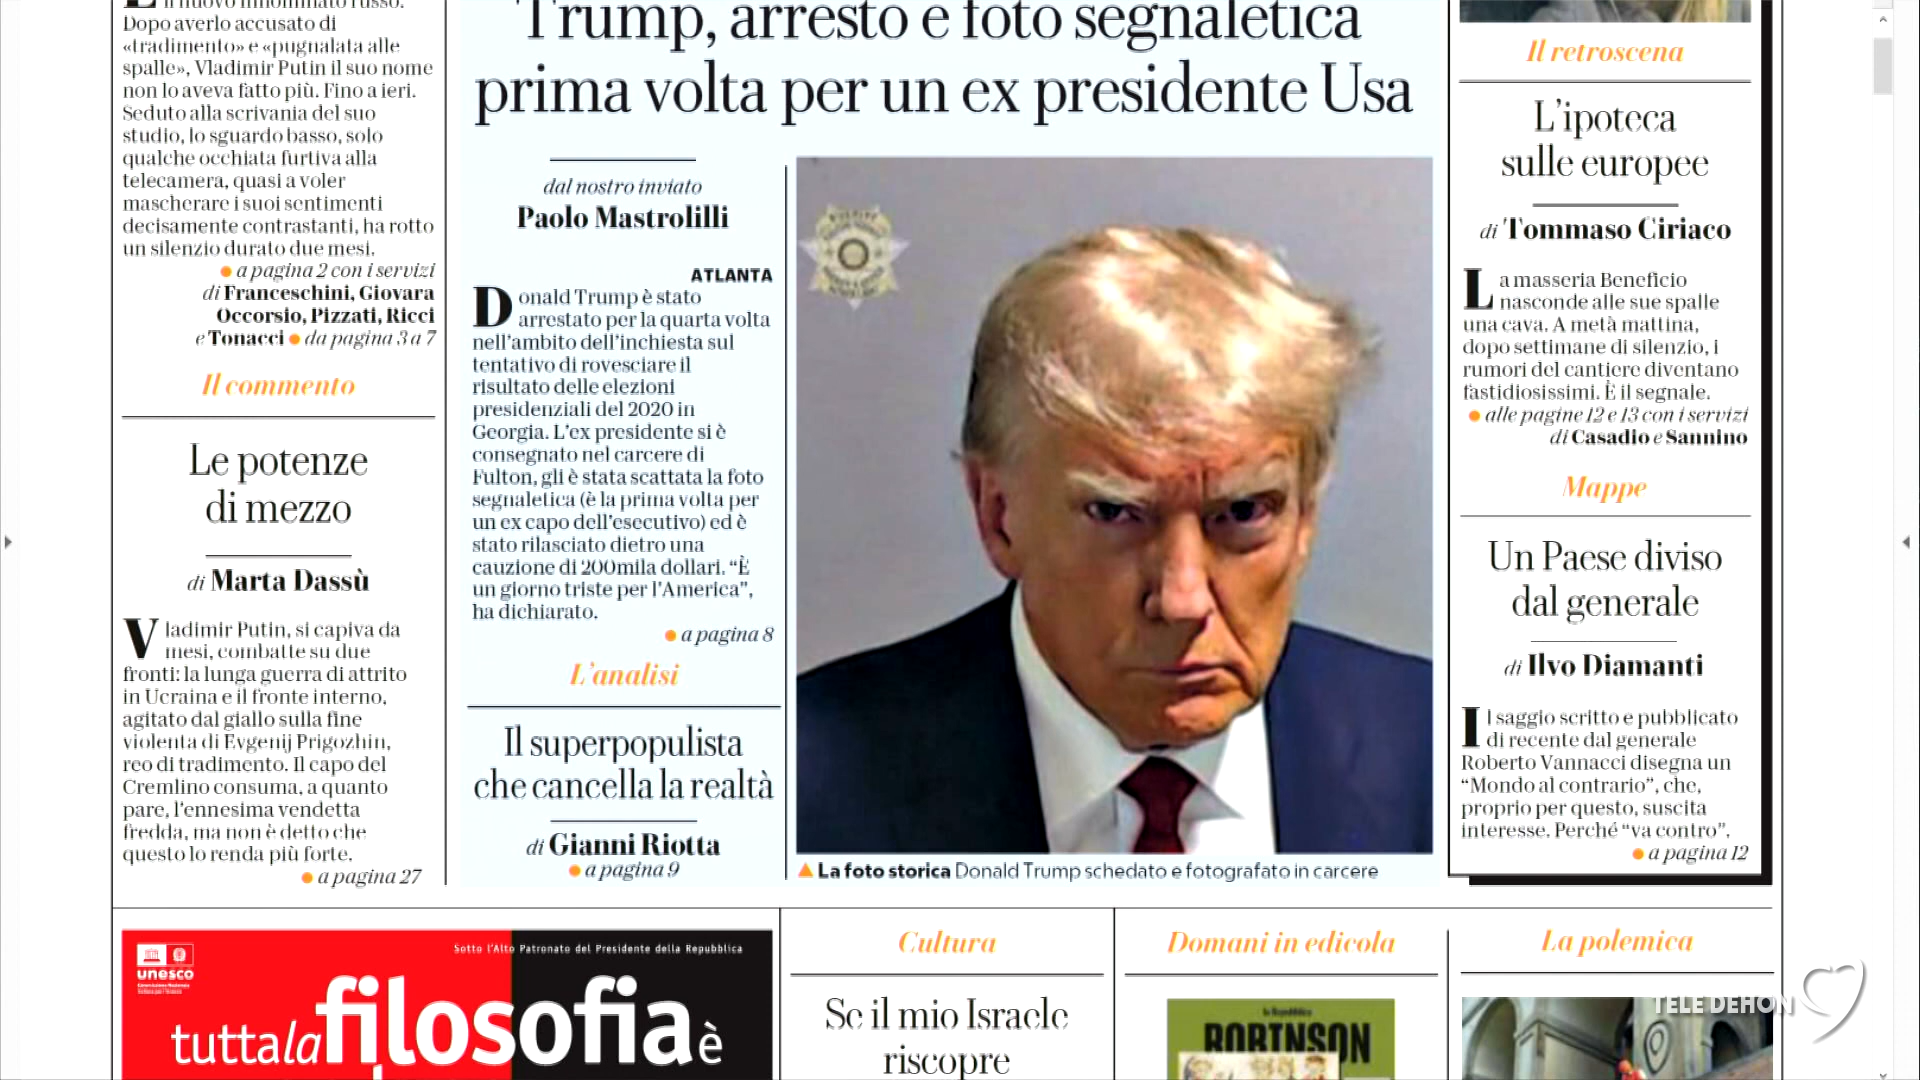 Il nuovo innominato russo.
Dopo averlo accusato di
«tradimento» e «pugnalata alle
spalle», Vladimir Putin il suo nome
non lo aveva fatto più. Fino a ieri.
Seduto alla scrivania del suo
studio, lo sguardo basso, solo
qualche occhiata furtiva alla
telecamera, quasi a voler
mascherare i suoi sentimenti
decisamente contrastanti, ha rotto
un silenzio durato due mesi.
a pagina 2 con i servizi
di Franceschini, Giovara
Occorsio, Pizzati, Ricci
e Tonacci da pagina 3 a 7
Il commento
Le potenze
di mezzo
di Marta Dassù
Vladimir Putin, si capiva da
mesi, combatte su due
fronti: la lunga guerra di attrito
in Ucraina e il fronte interno,
agitato dal giallo sulla fine
violenta di Evgenij Prigozhin,
reo di tradimento. Il capo del
Cremlino consuma, a quanto
pare, l'ennesima vendetta
fredda, ma non è detto che
questo lo renda più forte.
a pagina 27
Trump, arresto e foto segnaletica
prima volta per un ex presidente Usa
dal nostro inviato
Paolo Mastrolilli
ATLANTA
Donald Trump è stato
arrestato per la quarta volta
nell'ambito dell'inchiesta sul
tentativo di rovesciare il
risultato delle elezioni
presidenziali del 2020 in
Georgia. L'ex presidente si è
consegnato nel carcere di
Fulton, gli è stata scattata la foto
segnaletica (è la prima volta per
un ex capo dell'esecutivo) ed è
stato rilasciato dietro una
cauzione di 200mila dollari. “È
un giorno triste per l'America”,
ha dichiarato.
a pagina 8
L'analisi
Il superpopulista
che cancella la realtà
di Gianni Riotta
a pagina 9
La foto storica Donald Trump schedato e fotografato in carcere
Il retroscena
L'ipoteca
sulle europee
di Tommaso Ciriaco
La masseria Beneficio
nasconde alle sue spalle
una cava. A metà mattina,
dopo settimane di silenzio, i
rumori del cantiere diventano
fastidiosissimi. È il segnale.
alle pagine 12 e 13 con i servizi
di Casadio e Sannino
Mappe
Un Paese diviso
dal generale
di Ilvo Diamanti
Il saggio scritto e pubblicato
di recente dal generale
Roberto Vannacci disegna un
“Mondo al contrario”, che,
proprio per questo, suscita
interesse. Perché “va contro”.
a pagina 12
unesco
Sotto l'Alto Patronato del Presidente della Repubblica
tuttalafilosofiaè
Cultura
Se il mio Israele
riscopre
Domani in edicola
la Repubblica
ROBINSON
La polemica
TELE DEHON